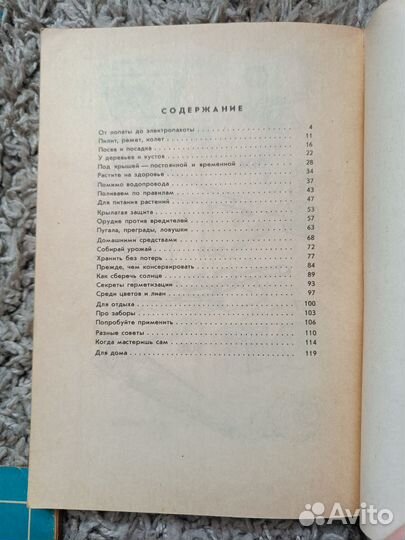 СОДЕРЖАНИЕ
От лопаты до электропахоты . . . . . . . . . . . . 4
Пилит, режет, колет . . . . . . . . . . . . 11
Посев и посадка . . . . . . . . . . . . 16
У деревьев и кустов . . . . . . . . . . . . 22
Под крышей — постоянной и временной . . . . . . . . . . . . 28
Растите на здоровье . . . . . . . . . . . . 34
Помимо водопровода . . . . . . . . . . . . 37
Поливаем по правилам . . . . . . . . . . . . 43
Для питания растений . . . . . . . . . . . . 47
Крылатая защита . . . . . . . . . . . . 53
Орудие против вредителей . . . . . . . . . . . . 57
Пугала, преграды, ловушки . . . . . . . . . . . . 63
Домашними средствами . . . . . . . . . . . . 68
Собирай урожай . . . . . . . . . . . . 72
Хранить без потерь . . . . . . . . . . . . 77
Прежде, чем консервировать . . . . . . . . . . . . 84
Как сберечь солнце . . . . . . . . . . . . 89
Секреты герметизации . . . . . . . . . . . . 93
Среди цветов и лиан . . . . . . . . . . . . 97
Для отдыха . . . . . . . . . . . . 100
Про заборы . . . . . . . . . . . . 103
Попробуйте применить . . . . . . . . . . . . 106
Разные советы . . . . . . . . . . . . 110
Когда мастеришь сам . . . . . . . . . . . . 114
Для дома . . . . . . . . . . . . 119
Avito